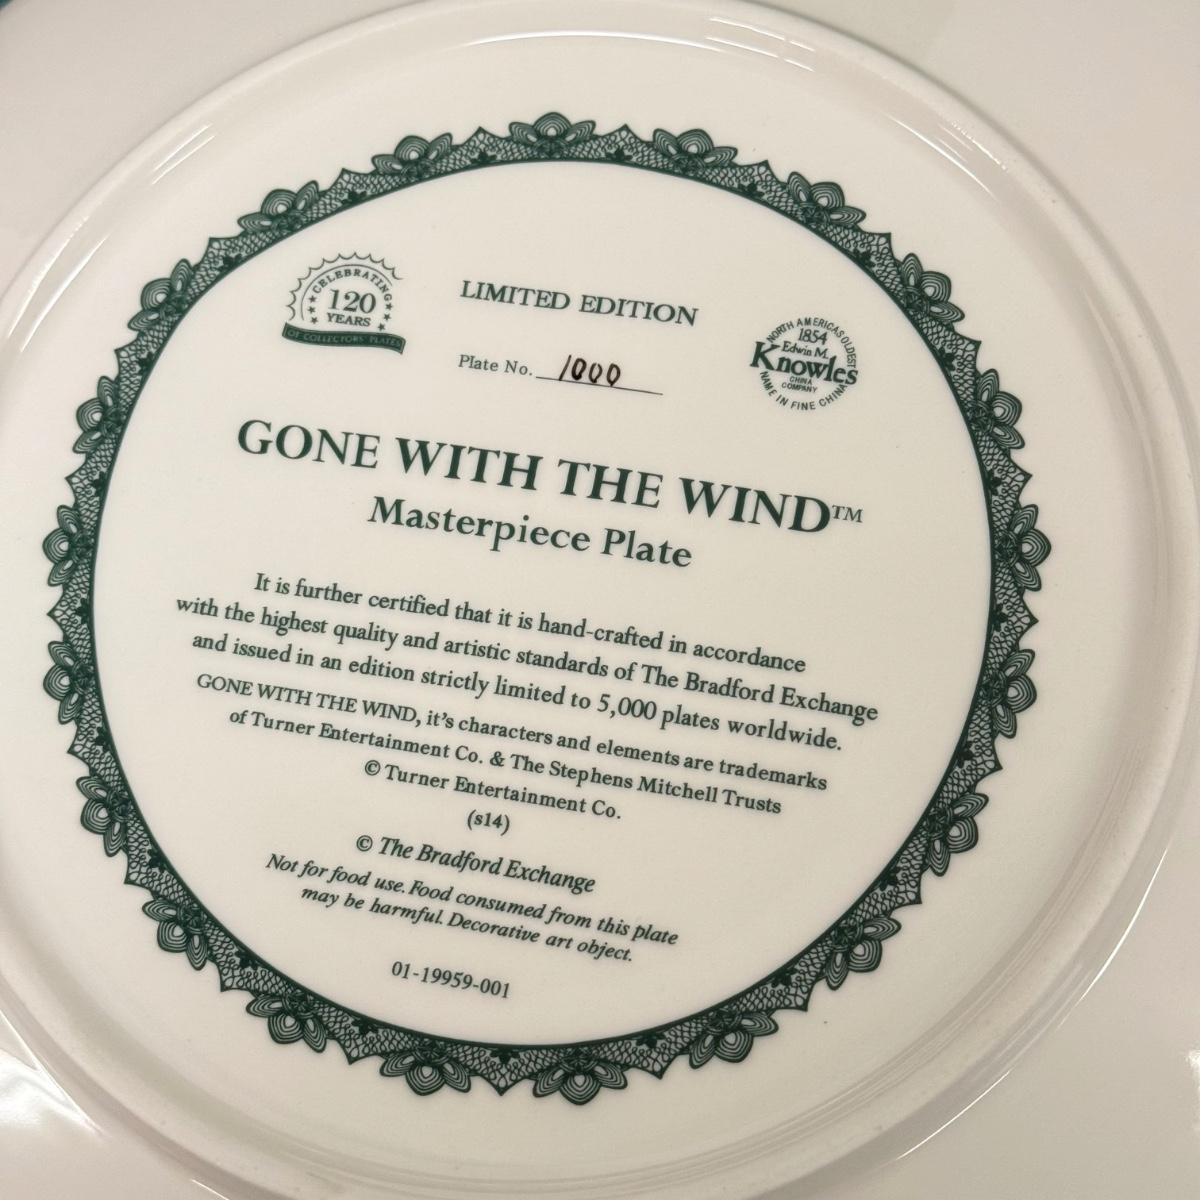 CELEBRATING
120
YEARS
OF COLLECTORS' PLATES
LIMITED EDITION
Plate No. 1000
NORTH AMERICA'S OLDEST
1854
Edwin M.
Knowles
CHINA
COMPANY
NAME IN FINE CHINA
GONE WITH THE WIND™
Masterpiece Plate
It is further certified that it is hand-crafted in accordance
with the highest quality and artistic standards of The Bradford Exchange
and issued in an edition strictly limited to 5,000 plates worldwide.
GONE WITH THE WIND, it's characters and elements are trademarks
of Turner Entertainment Co. & The Stephens Mitchell Trusts
© Turner Entertainment Co.
(s14)
© The Bradford Exchange
Not for food use. Food consumed from this plate
may be harmful. Decorative art object.
01-19959-001